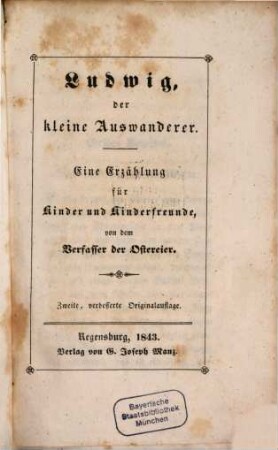 Ludwig,
der
kleine Auswanderer.
Eine Erzählung
für
Kinder und Kinderfreunde,
von dem
Verfasser der Ostereier.
Zweite, verbesserte Originalauflage.
Regensburg, 1843.
Verlag von G. Joseph Manz.
Bayerische
Staatsbibliothek
München